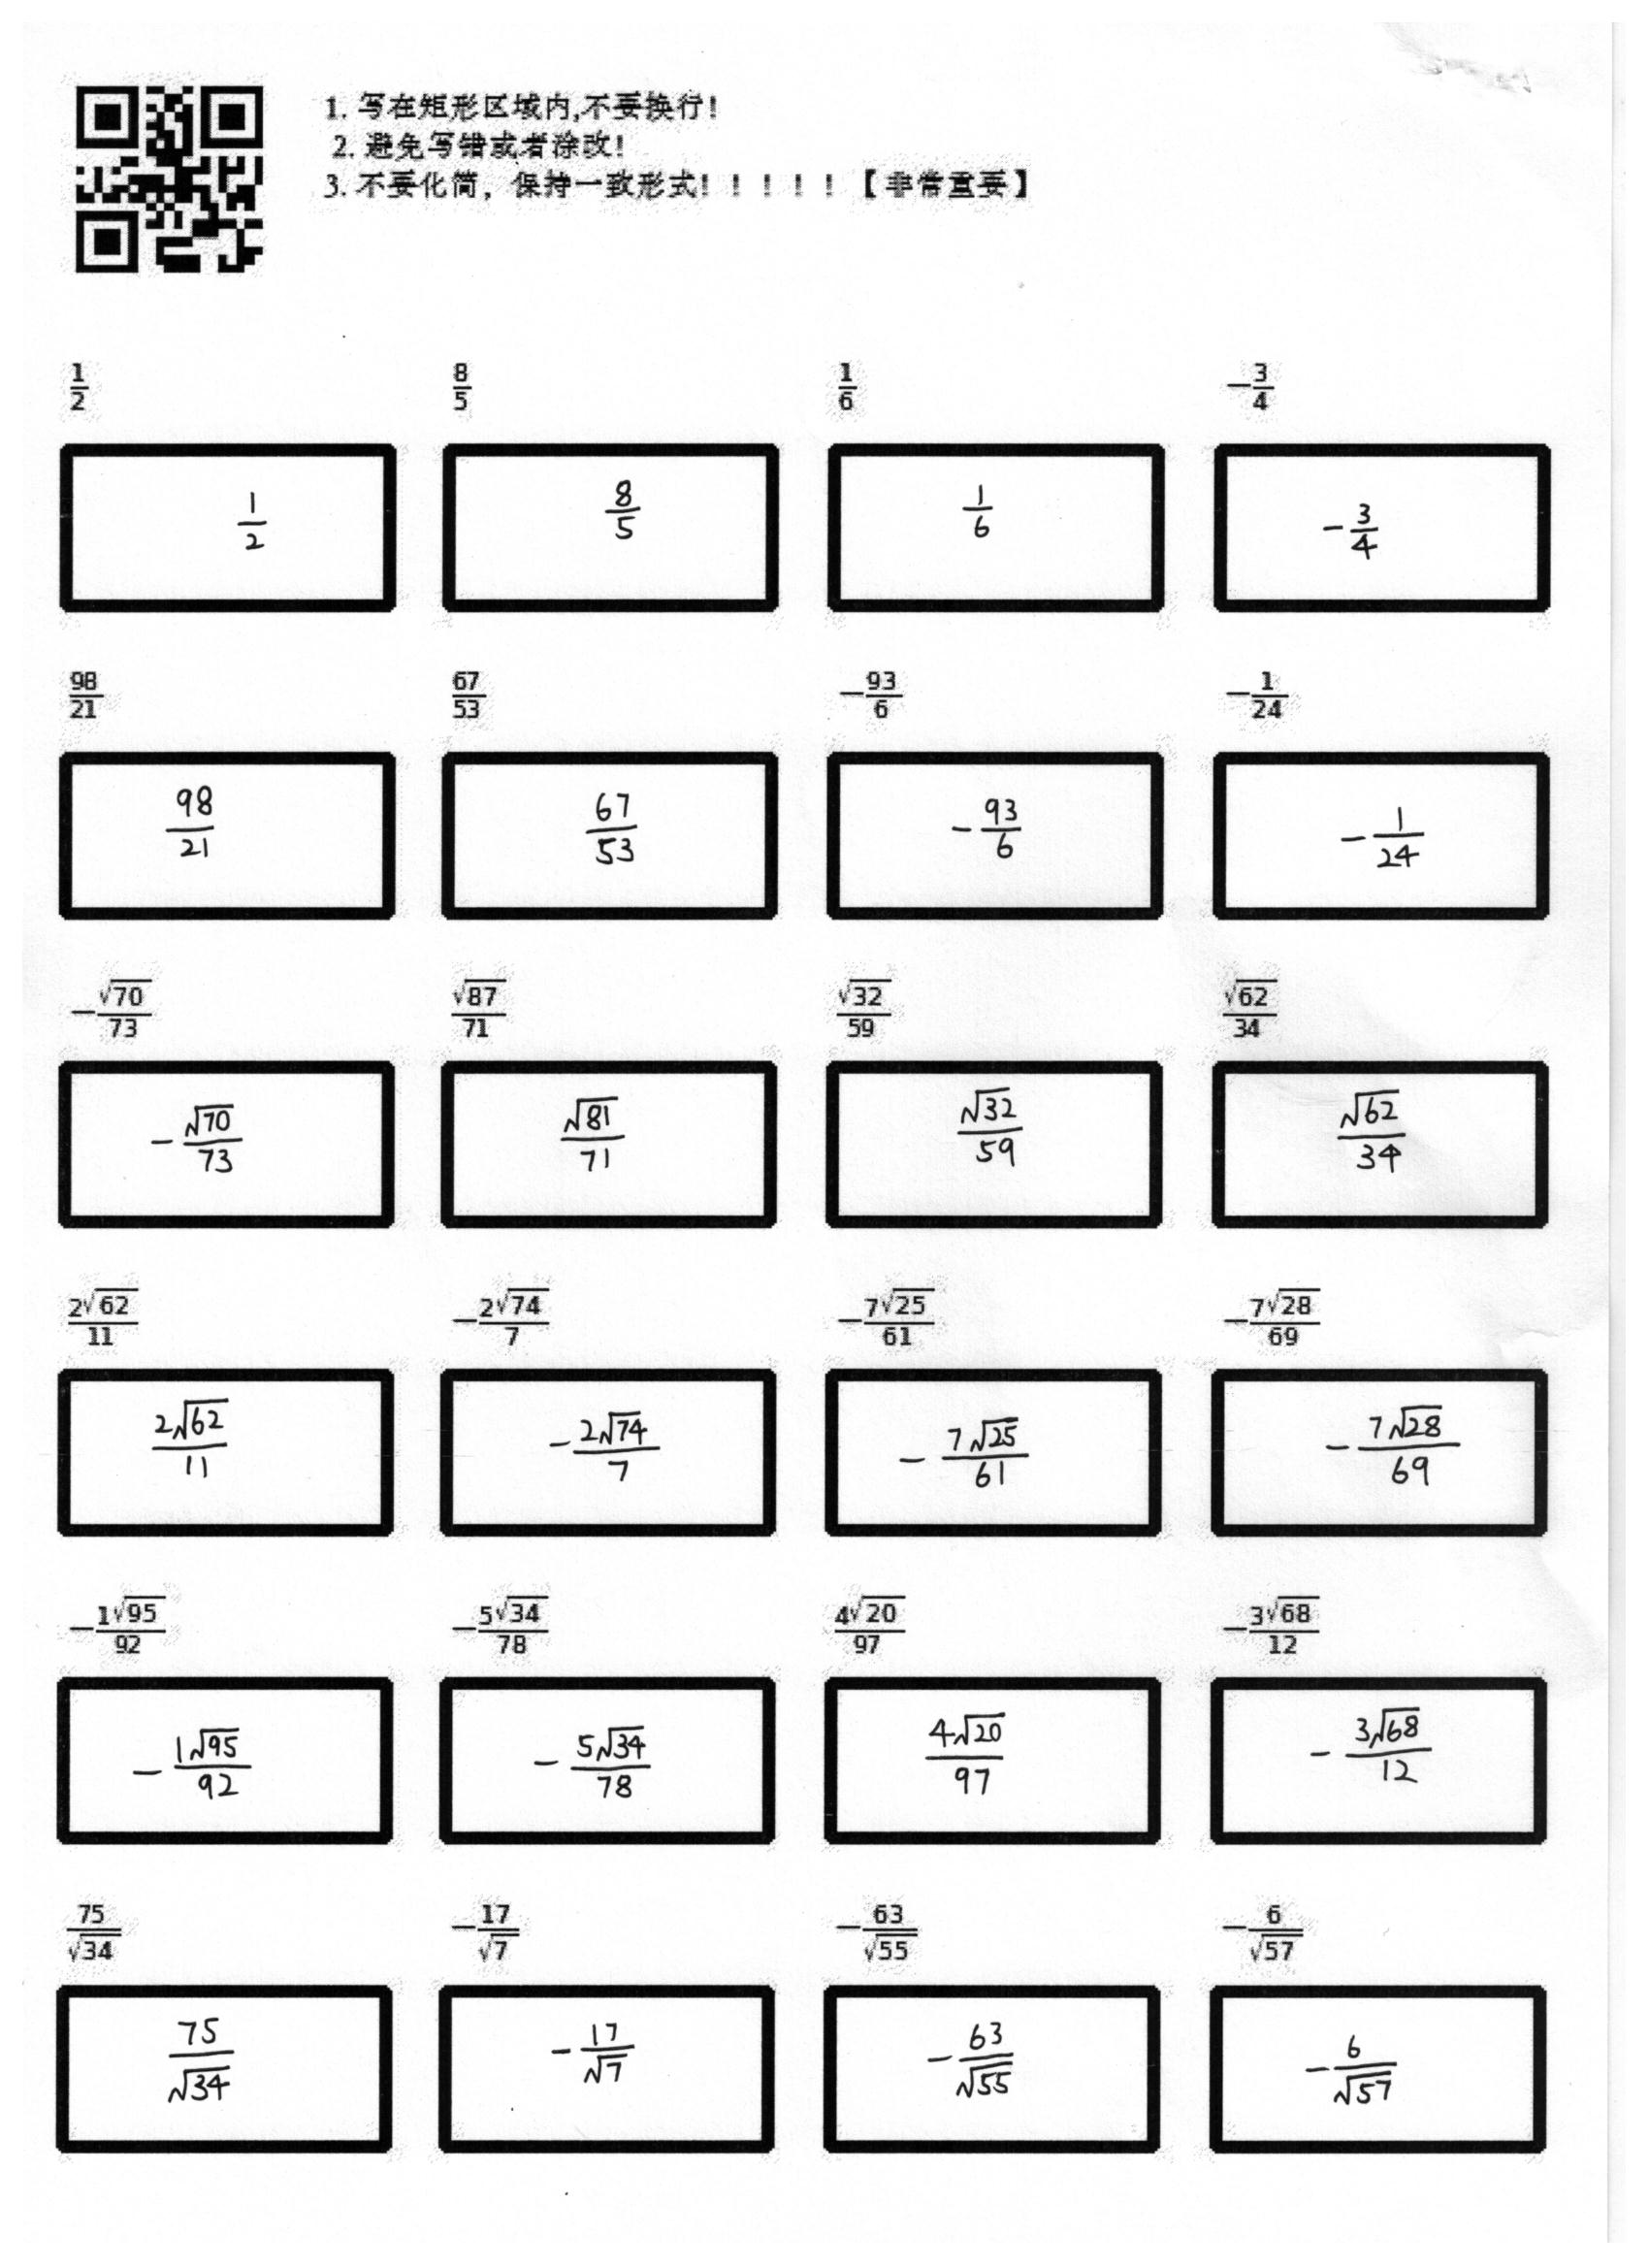 1. 写在矩形区域内,不要换行!
2. 避免写错或者涂改!
3. 不要化简，保持一致形式！！！！！【非常重要】
\frac{1}{2} \frac{8}{5} \frac{1}{6} -\frac{3}{4}
\frac{1}{2} \frac{8}{5} \frac{1}{6} -\frac{3}{4}
\frac{98}{21} \frac{67}{53} -\frac{93}{6} -\frac{1}{24}
\frac{98}{21} \frac{67}{53} -\frac{93}{6} -\frac{1}{24}
-\frac{\sqrt{70}}{73} \frac{\sqrt{87}}{71} \frac{\sqrt{32}}{59} \frac{\sqrt{62}}{34}
-\frac{\sqrt{70}}{73} \frac{\sqrt{81}}{71} \frac{\sqrt{32}}{59} \frac{\sqrt{62}}{34}
\frac{2\sqrt{62}}{11} -\frac{2\sqrt{74}}{7} -\frac{7\sqrt{25}}{61} -\frac{7\sqrt{28}}{69}
\frac{2\sqrt{62}}{11} -\frac{2\sqrt{74}}{7} -\frac{7\sqrt{25}}{61} -\frac{7\sqrt{28}}{69}
-\frac{1\sqrt{95}}{92} -\frac{5\sqrt{34}}{78} \frac{4\sqrt{20}}{97} -\frac{3\sqrt{68}}{12}
-\frac{1\sqrt{95}}{92} -\frac{5\sqrt{34}}{78} \frac{4\sqrt{20}}{97} -\frac{3\sqrt{68}}{12}
\frac{75}{\sqrt{34}} -\frac{17}{\sqrt{7}} -\frac{63}{\sqrt{55}} -\frac{6}{\sqrt{57}}
\frac{75}{\sqrt{34}} -\frac{17}{\sqrt{7}} -\frac{63}{\sqrt{55}} -\frac{6}{\sqrt{57}}